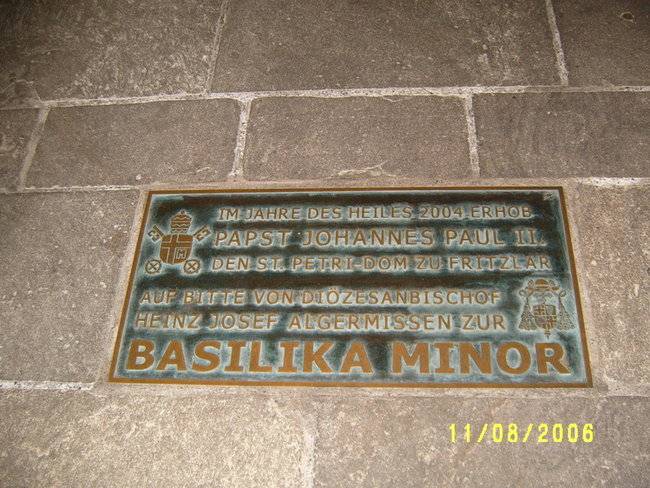 IM JAHRE DES HEILES 2004 ERHOB
PAPST JOHANNES PAUL II.
DEN ST. PETRI-DOM ZU FRITZLAR
AUF BITTE VON DIÖZESANBISCHOF
HEINZ JOSEF ALGERMISSEN ZUR
BASILIKA MINOR
11/08/2006